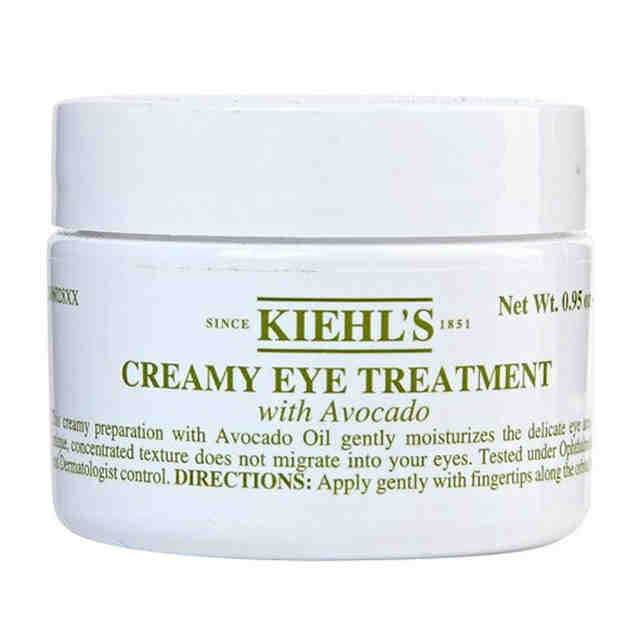 SINCE KIEHL'S 1851
Net Wt. 0.95
CREAMY EYE TREATMENT
with Avocado
creamy preparation with Avocado Oil gently moisturizes the delicate eye
concentrated texture does not migrate into your eyes. Tested under
Dermatologist control. DIRECTIONS: Apply gently with fingertips along the